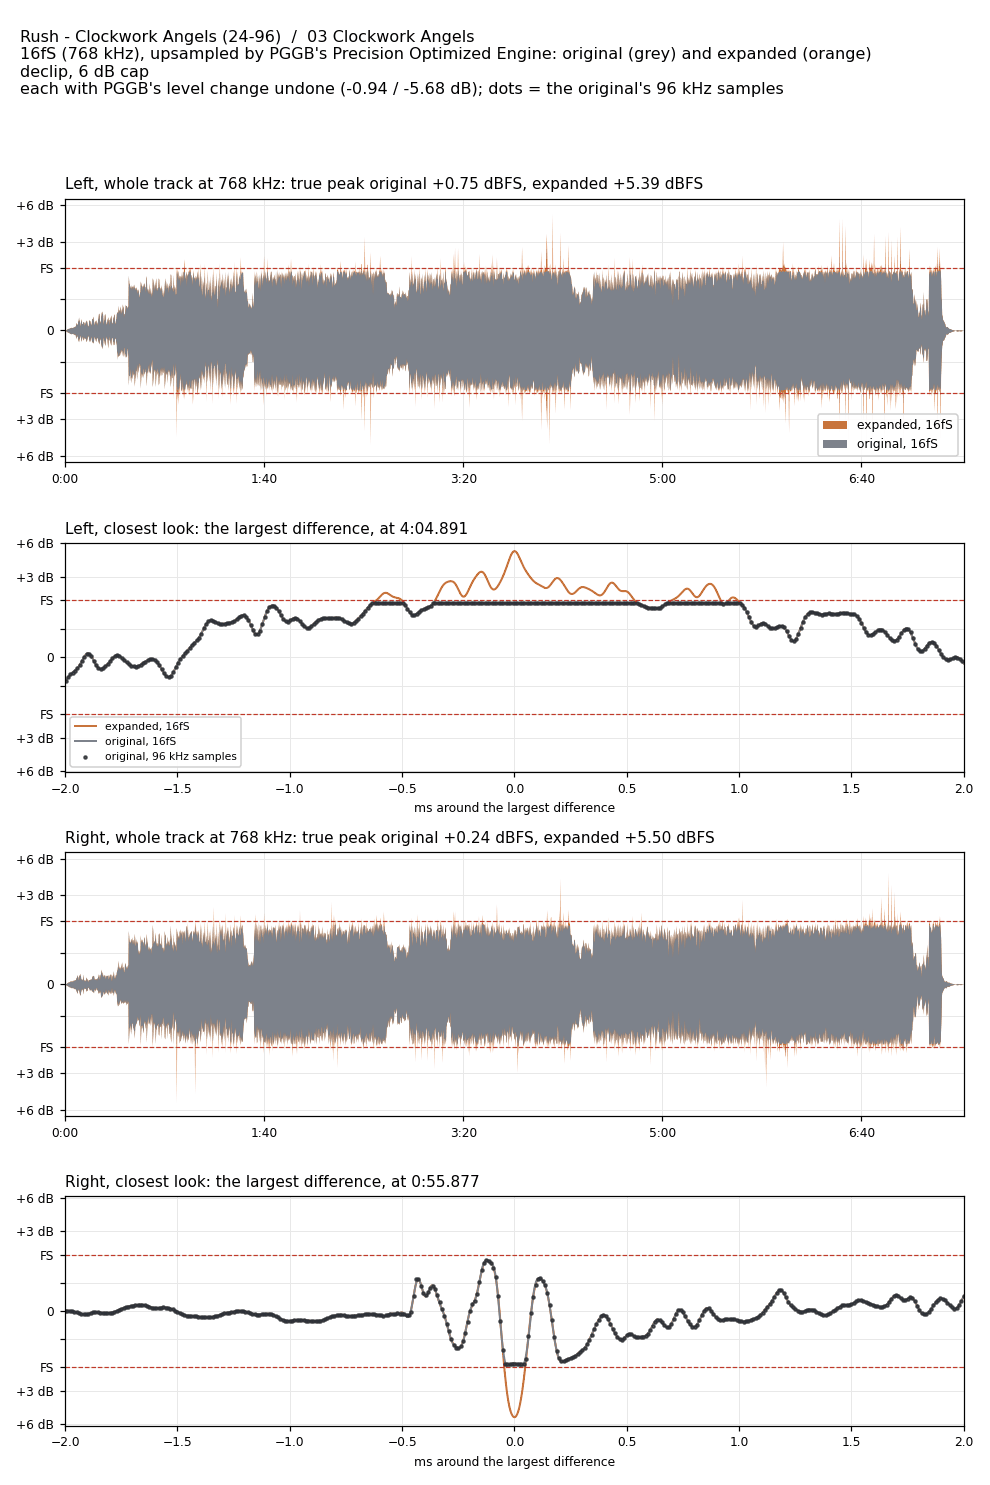 Rush - Clockwork Angels (24-96)  /  03 Clockwork Angels
16fS (768 kHz), upsampled by PGGB's Precision Optimized Engine: original (grey) and expanded (orange)
declip, 6 dB cap
each with PGGB's level change undone (-0.94 / -5.68 dB); dots = the original's 96 kHz samples
Left, whole track at 768 kHz: true peak original +0.75 dBFS, expanded +5.39 dBFS
+6 dB
+3 dB
FS
0
FS
+3 dB
+6 dB
expanded, 16fS
original, 16fS
0:00 1:40 3:20 5:00 6:40
Left, closest look: the largest difference, at 4:04.891
+6 dB
+3 dB
FS
0
FS
+3 dB
+6 dB
expanded, 16fS
original, 16fS
original, 96 kHz samples
−2.0 −1.5 −1.0 −0.5 0.0 0.5 1.0 1.5 2.0
ms around the largest difference
Right, whole track at 768 kHz: true peak original +0.24 dBFS, expanded +5.50 dBFS
+6 dB
+3 dB
FS
0
FS
+3 dB
+6 dB
0:00 1:40 3:20 5:00 6:40
Right, closest look: the largest difference, at 0:55.877
+6 dB
+3 dB
FS
0
FS
+3 dB
+6 dB
−2.0 −1.5 −1.0 −0.5 0.0 0.5 1.0 1.5 2.0
ms around the largest difference